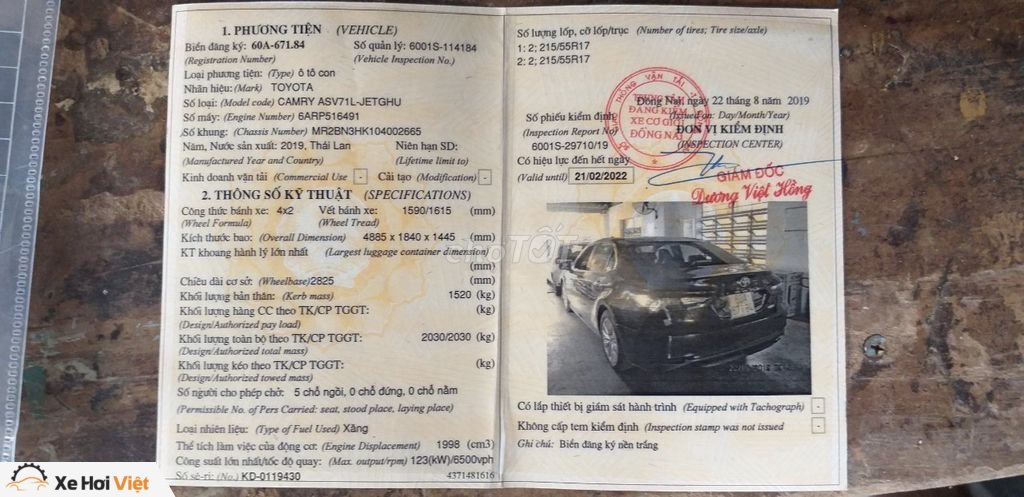 1. PHƯƠNG TIỆN (VEHICLE)
Biển đăng ký: 60A-671.84 Số quản lý: 6001S-114184
(Registration Number) (Vehicle Inspection No.)
Loại phương tiện: (Type) ô tô con
Nhãn hiệu: (Mark) TOYOTA
Số loại: (Model code) CAMRY ASV71L-JETGHU
Số máy: (Engine Number) 6ARP516491
Số khung: (Chassis Number) MR2BN3HK104002665
Năm, Nước sản xuất: 2019, Thái Lan Niên hạn SD:
(Manufactured Year and Country) (Lifetime limit to)
Kinh doanh vận tải (Commercial Use - Cải tạo (Modification) -
2. THÔNG SỐ KỸ THUẬT (SPECIFICATIONS)
Công thức bánh xe: 4x2 Vết bánh xe: 1590/1615 (mm)
(Wheel Formula) (Wheel Tread)
Kích thước bao: (Overall Dimension) 4885 x 1840 x 1445 (mm)
KT khoang hành lý lớn nhất (Largest luggage container dimension)
(mm)
Chiều dài cơ sở: (Wheelbase)2825 (mm)
Khối lượng bản thân: (Kerb mass) 1520 (kg)
Khối lượng hàng CC theo TK/CP TGGT: (kg)
(Design/Authorized pay load)
Khối lượng toàn bộ theo TK/CP TGGT: 2030/2030 (kg)
(Design/Authorized total mass)
Khối lượng kéo theo TK/CP TGGT: (kg)
(Design/Authorized towed mass)
Số người cho phép chở: 5 chỗ ngồi, 0 chỗ đứng, 0 chỗ nằm
(Permissible No. of Pers Carried: seat, stood place, laying place)
Loại nhiên liệu: (Type of Fuel Used) Xăng
Thể tích làm việc của động cơ: (Engine Displacement) 1998 (cm3)
Công suất lớn nhất/tốc độ quay: (Max. output/rpm) 123(kW)/6500vph
Số sê-ri: (No.) KD-0119430 4371481616
Số lượng lốp, cỡ lốp/trục (Number of tires; Tire size/axle)
1: 2; 215/55R17
2: 2; 215/55R17
Đồng Nai, ngày 22 tháng 8 năm 2019
Số phiếu kiểm định (Issued on: Day/Month/Year)
(Inspection Report No) ĐƠN VỊ KIỂM ĐỊNH
6001S-29710/19 (INSPECTION CENTER)
Có hiệu lực đến hết ngày
(Valid until) 21/02/2022
TRUNG TÂM
ĐĂNG KIỂM
XE CƠ GIỚI
ĐỒNG NAI
GIÁM ĐỐC
Dương Việt Hồng
Chợ TỐT
Có lắp thiết bị giám sát hành trình (Equipped with Tachograph) -
Không cấp tem kiểm định (Inspection stamp was not issued -
Ghi chú: Biển đăng ký nền trắng
Xe Hơi Việt